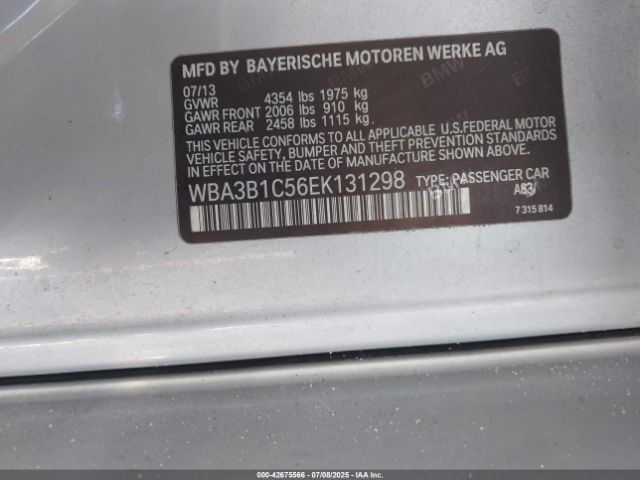 MFD BY BAYERISCHE MOTOREN WERKE AG
07/13
GVWR 4354 lbs 1975 kg
GAWR FRONT 2006 lbs 910 kg
GAWR REAR 2458 lbs 1115 kg
THIS VEHICLE CONFORMS TO ALL APPLICABLE U.S.FEDERAL MOTOR
VEHICLE SAFETY, BUMPER AND THEFT PREVENTION STANDARDS
IN EFFECT ON THE DATE OF MANUFACTURE SHOWN ABOVE.
WBA3B1C56EK131298 TYPE: PASSENGER CAR
A83/
7 315 814
000-42675566 - 07/08/2025 - IAAI.COM